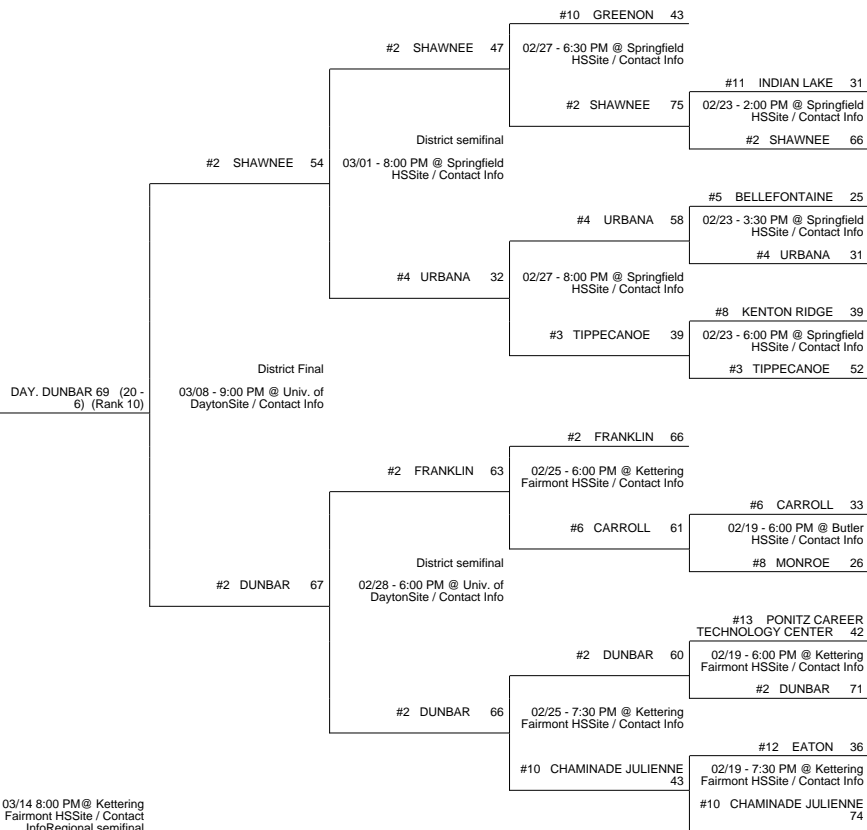 #10 GREENON 43
#2 SHAWNEE 47
02/27 - 6:30 PM @ Springfield
HSSite / Contact Info
#11 INDIAN LAKE 31
#2 SHAWNEE 75
02/23 - 2:00 PM @ Springfield
HSSite / Contact Info
District semifinal
#2 SHAWNEE 66
#2 SHAWNEE 54
03/01 - 8:00 PM @ Springfield
HSSite / Contact Info
#5 BELLEFONTAINE 25
#4 URBANA 58
02/23 - 3:30 PM @ Springfield
HSSite / Contact Info
#4 URBANA 31
#4 URBANA 32
02/27 - 8:00 PM @ Springfield
HSSite / Contact Info
#8 KENTON RIDGE 39
#3 TIPPECANOE 39
02/23 - 6:00 PM @ Springfield
HSSite / Contact Info
District Final
#3 TIPPECANOE 52
DAY. DUNBAR 69 (20 -
6) (Rank 10)
03/08 - 9:00 PM @ Univ. of
DaytonSite / Contact Info
#2 FRANKLIN 66
#2 FRANKLIN 63
02/25 - 6:00 PM @ Kettering
Fairmont HSSite / Contact Info
#6 CARROLL 33
#6 CARROLL 61
02/19 - 6:00 PM @ Butler
HSSite / Contact Info
District semifinal
#8 MONROE 26
#2 DUNBAR 67
02/28 - 6:00 PM @ Univ. of
DaytonSite / Contact Info
#13 PONITZ CAREER
TECHNOLOGY CENTER 42
#2 DUNBAR 60
02/19 - 6:00 PM @ Kettering
Fairmont HSSite / Contact Info
#2 DUNBAR 71
#2 DUNBAR 66
02/25 - 7:30 PM @ Kettering
Fairmont HSSite / Contact Info
#12 EATON 36
#10 CHAMINADE JULIENNE
43
02/19 - 7:30 PM @ Kettering
Fairmont HSSite / Contact Info
#10 CHAMINADE JULIENNE
74
03/14 8:00 PM@ Kettering
Fairmont HSSite / Contact
InfoRegional semifinal